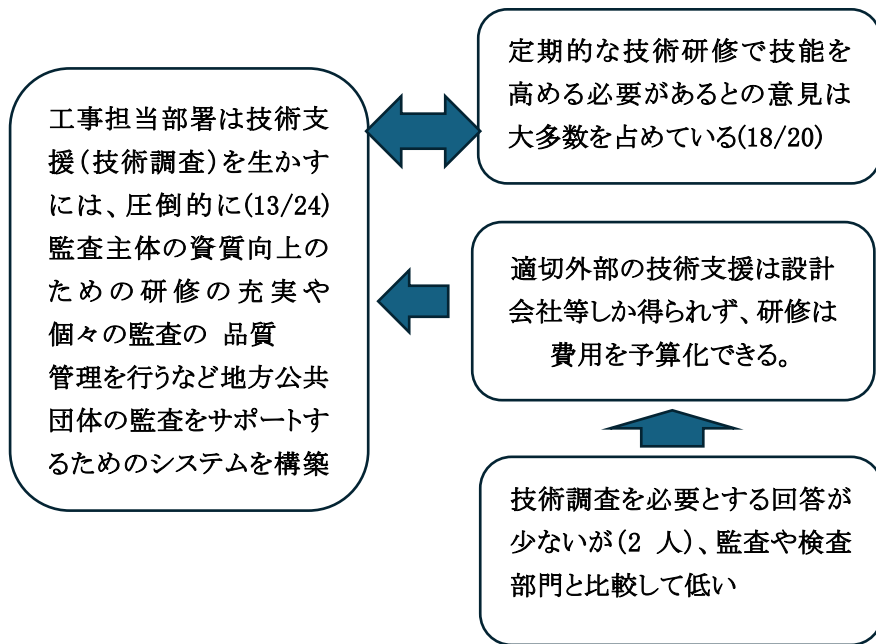 工事担当部署は技術支
援(技術調査)を生かす
には、圧倒的に(13/24)
監査主体の資質向上の
ための研修の充実や
個々の監査の 品質
管理を行うなど地方公共
団体の監査をサポートす
るためのシステムを構築
定期的な技術研修で技能を
高める必要があるとの意見は
大多数を占めている(18/20)
適切外部の技術支援は設計
会社等しか得られず、研修は
費用を予算化できる。
技術調査を必要とする回答が
少ないが(2 人)、監査や検査
部門と比較して低い